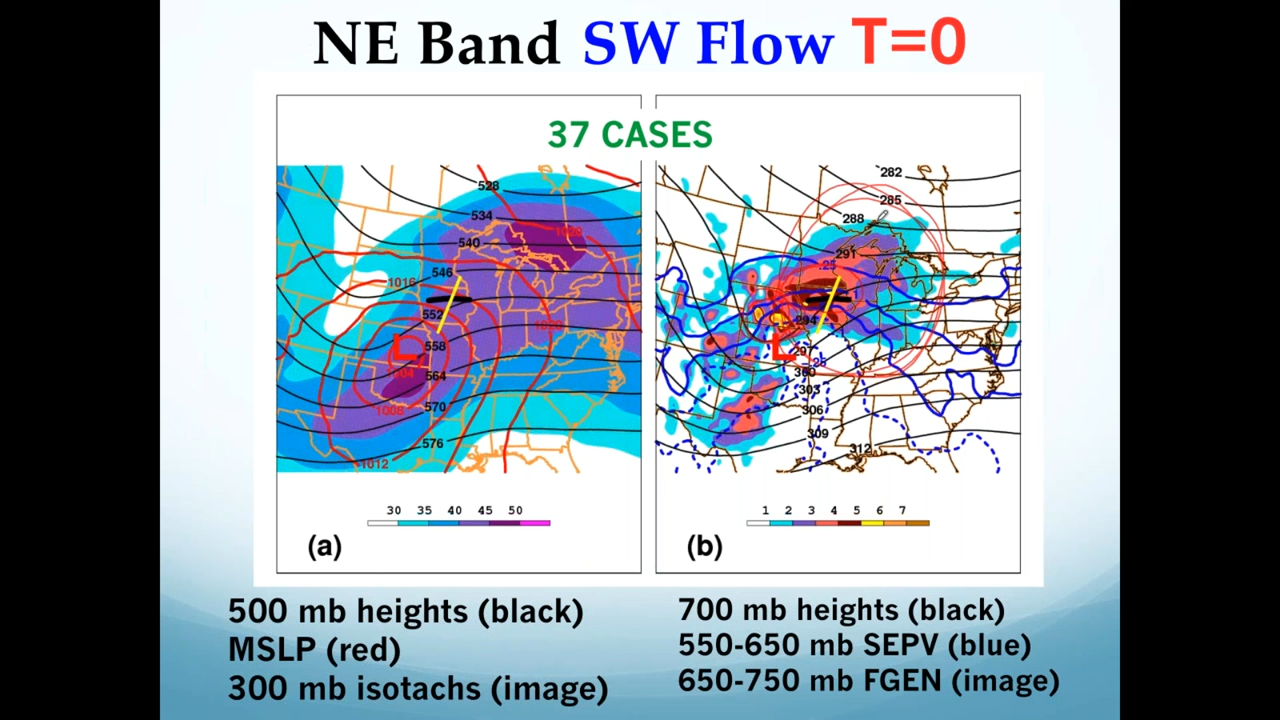 NE Band SW Flow T=0
37 CASES
528
534
540
546
552
558
564
570
576
1016
1008
1012
L
282
285
288
291
.25
294
L
300
303
306
309
312
30 35 40 45 50
1 2 3 4 5 6 7
(a)
(b)
500 mb heights (black)
MSLP (red)
300 mb isotachs (image)
700 mb heights (black)
550-650 mb SEPV (blue)
650-750 mb FGEN (image)